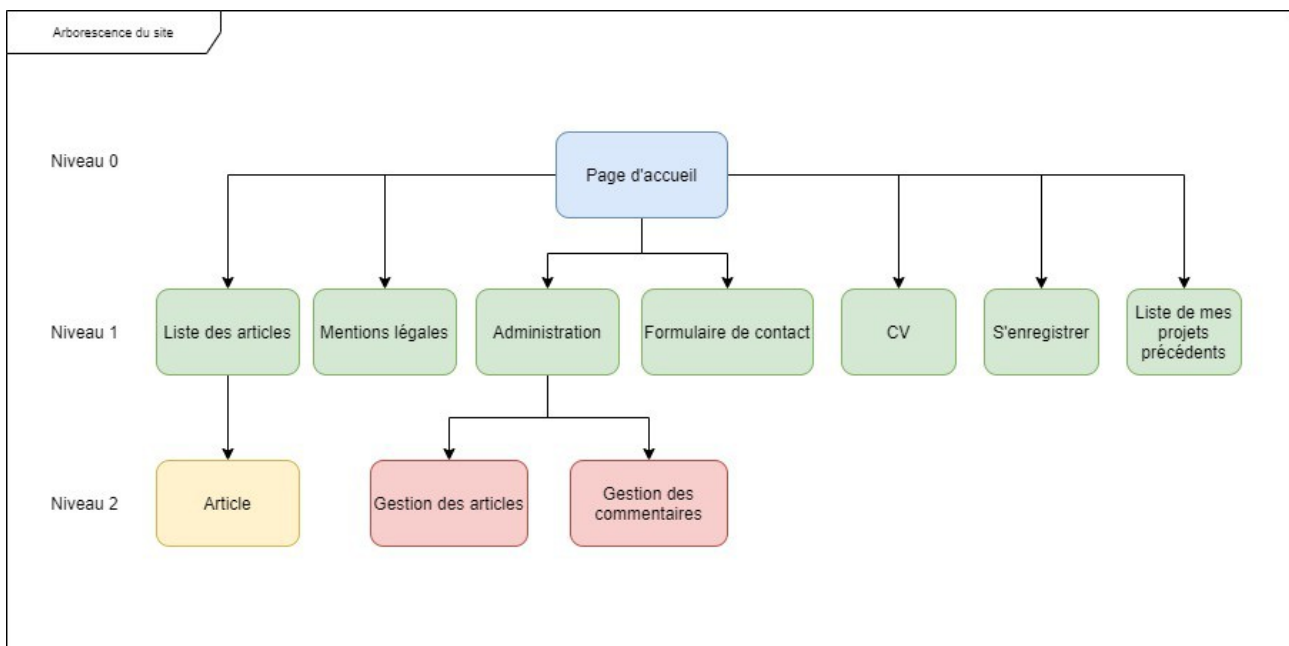 Arborescence du site
Niveau 0
Page d'accueil
Niveau 1
Liste des articles
Mentions légales
Administration
Formulaire de contact
CV
S'enregistrer
Liste de mes
projets
précédents
Niveau 2
Article
Gestion des articles
Gestion des
commentaires